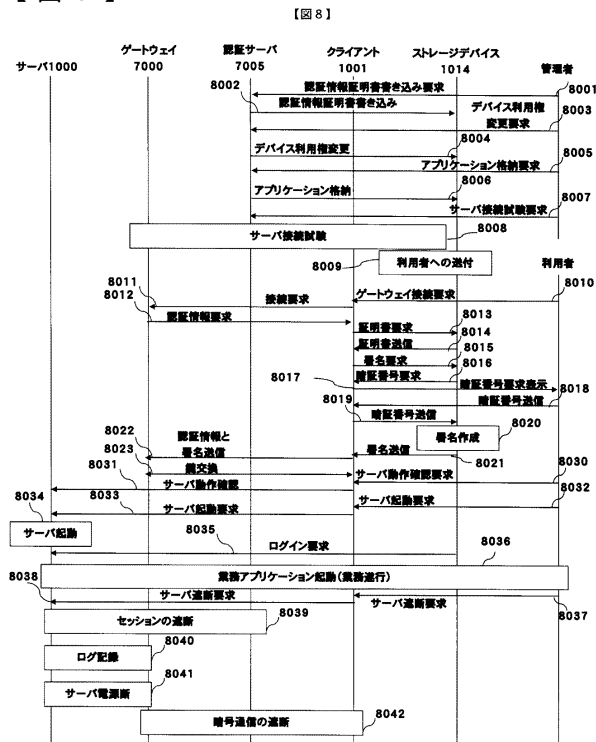 【図８】
ゲートウェイ 認証サーバ クライアント ストレージデバイス
サーバ1000 7000 7005 1001 1014 管理者
認証情報証明書書き込み要求 8001
8002 認証情報証明書書き込み
デバイス利用権 8003
変更要求
デバイス利用権変更 8004
アプリケーション格納要求 8005
アプリケーション格納 8006
サーバ接続試験要求 8007
サーバ接続試験 8008
8009 利用者への送付 利用者
8011 接続要求 ゲートウェイ接続要求 8010
8012 認証情報要求
証明書要求 8013
証明書送信 8014
署名要求 8015
暗証番号要求 8016
8017 暗証番号要求表示 8018
暗証番号送信
8019 暗証番号送信
署名作成 8020
認証情報と
8022 署名送信 署名送信 8021
8023 鍵交換
サーバ動作確認要求 8030
8031 サーバ動作確認
サーバ起動要求 8032
8033 サーバ起動要求
8034 サーバ起動
8035 ログイン要求
8036
業務アプリケーション起動（業務遂行）
8038 サーバ遮断要求 サーバ遮断要求 8037
セッションの遮断 8039
ログ記録 8040
サーバ電源断 8041
暗号通信の遮断 8042